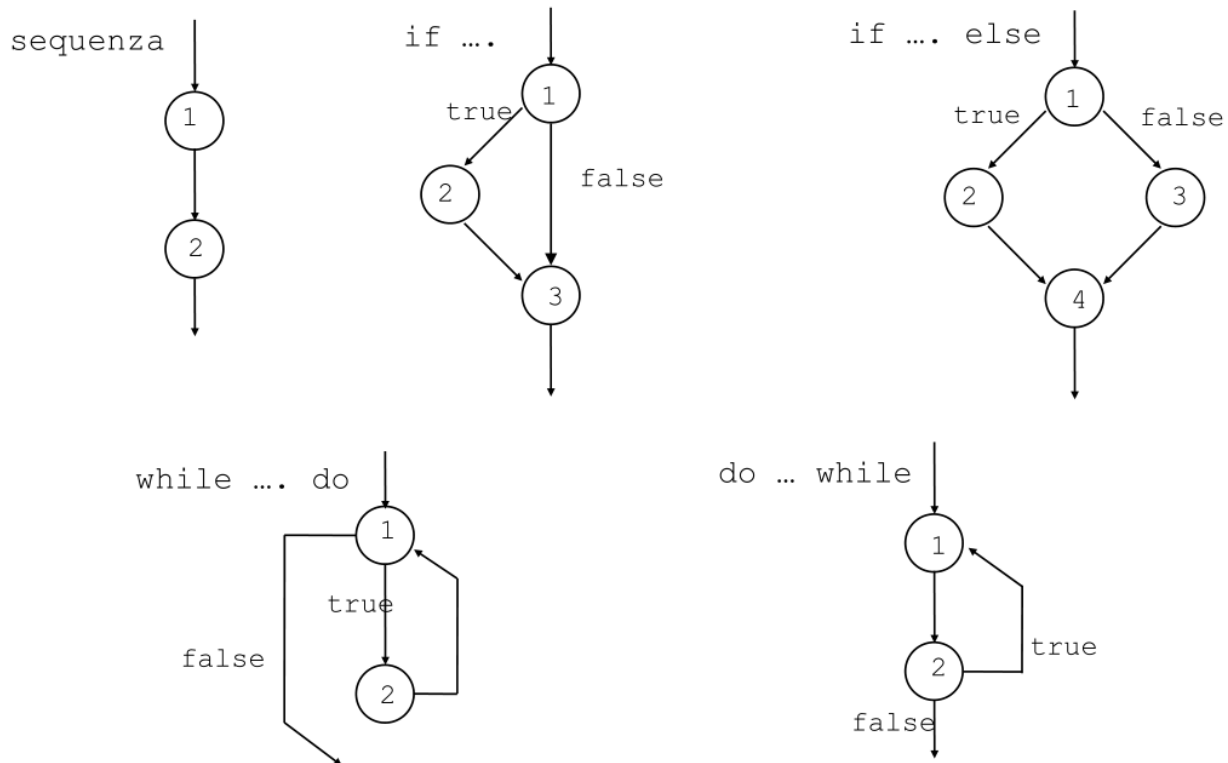 sequenza
1
2
if ….
1
true
2
false
3
if …. else
1
true
false
2
3
4
while …. do
1
true
false
2
do … while
1
2
true
false